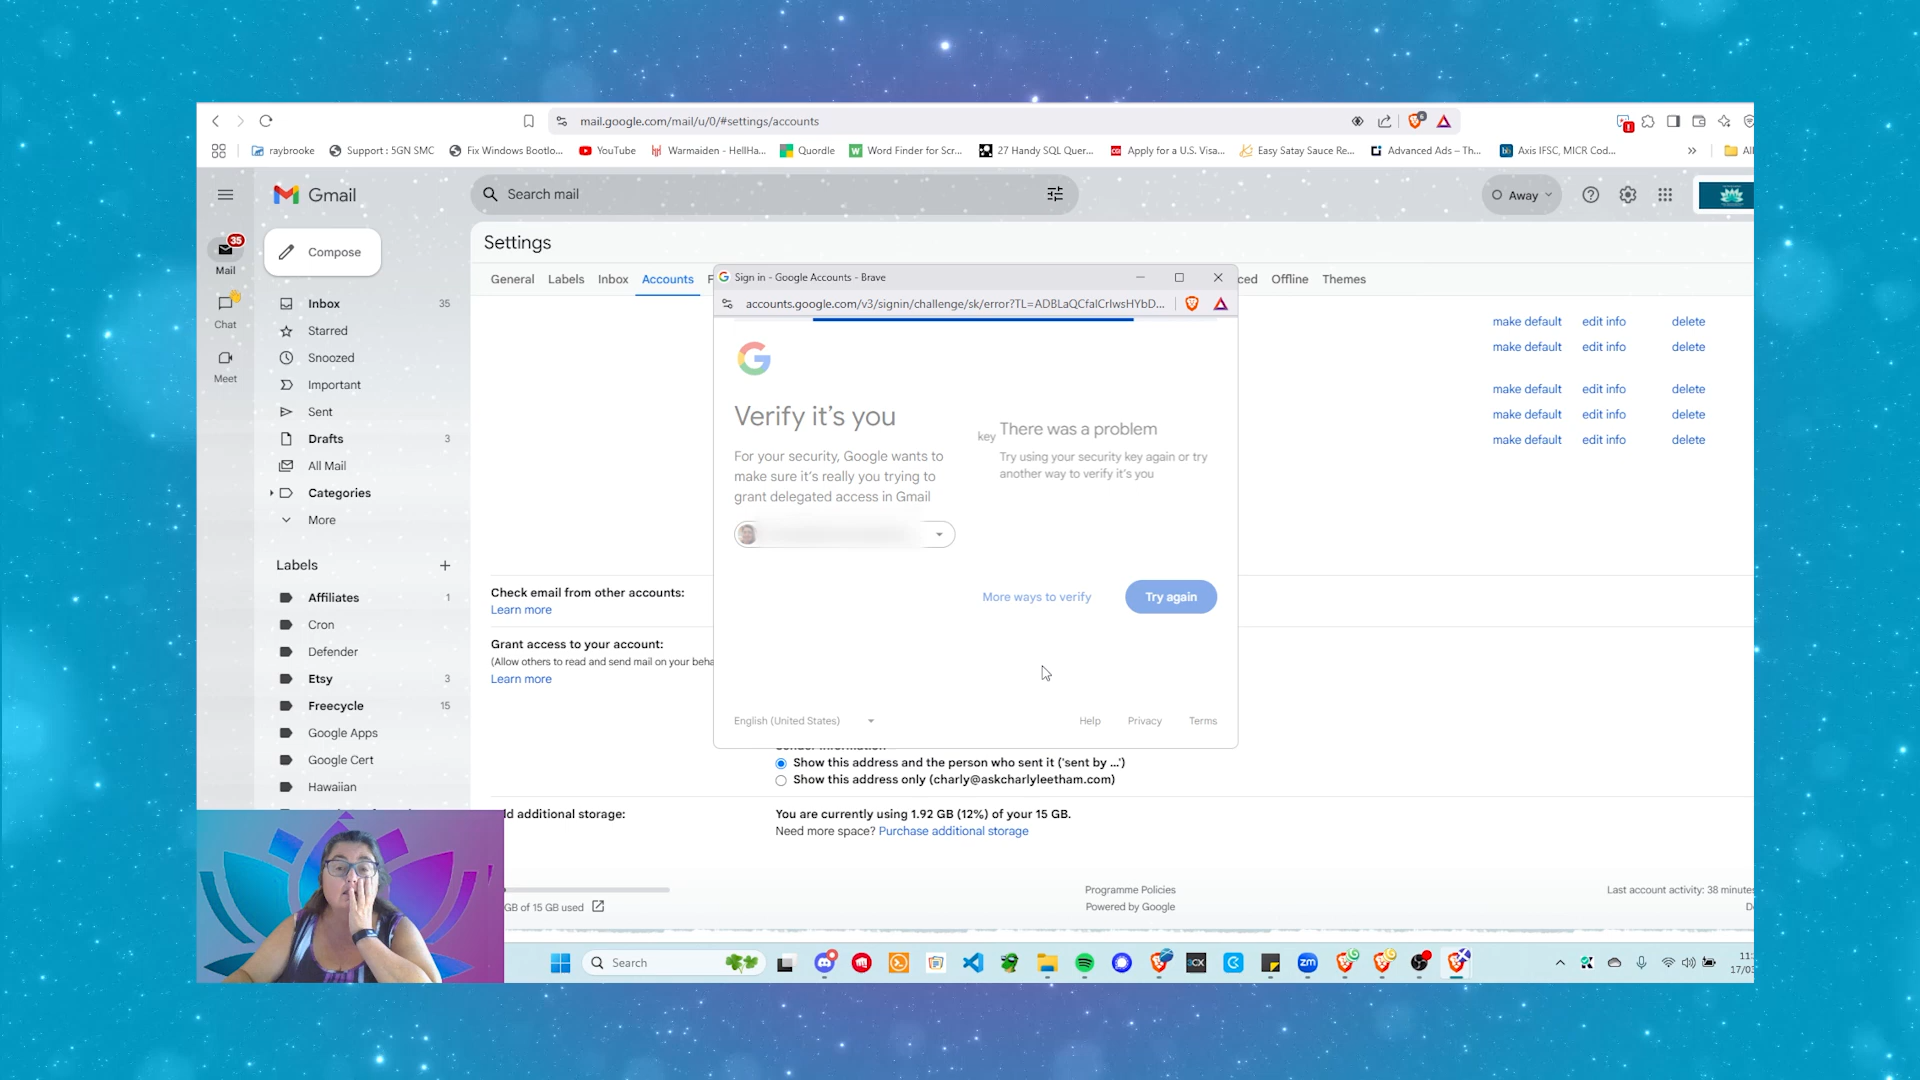 mail.google.com/mail/u/0/#settings/accounts
6
raybrooke
Support : 5GN SMC
Fix Windows Bootlo...
YouTube
Warmaiden - HellHa...
Quordle
Word Finder for Scr...
27 Handy SQL Quer...
Apply for a U.S. Visa...
Easy Satay Sauce Re...
Advanced Ads – Th...
Axis IFSC, MICR Cod...
»
Gmail
Search mail
Away
35
Mail
Chat
Meet
Compose
Inbox 35
Starred
Snoozed
Important
Sent
Drafts 3
All Mail
Categories
More
Labels +
Affiliates 1
Cron
Defender
Etsy 3
Freecycle 15
Google Apps
Google Cert
Hawaiian
Settings
General
Labels
Inbox
Accounts
Offline
Themes
make default edit info delete
make default edit info delete
make default edit info delete
make default edit info delete
make default edit info delete
Sign in - Google Accounts - Brave
accounts.google.com/v3/signin/challenge/sk/error?TL=ADBLaQCfalCrIwsHYbD...
Verify it's you
For your security, Google wants to
make sure it's really you trying to
grant delegated access in Gmail
key
There was a problem
Try using your security key again or try
another way to verify it's you
More ways to verify
Try again
English (United States)
Help
Privacy
Terms
Check email from other accounts:
Learn more
Grant access to your account:
(Allow others to read and send mail on your beha
Learn more
Show this address and the person who sent it ('sent by ...')
Show this address only (charly@askcharlyleetham.com)
additional storage:
You are currently using 1.92 GB (12%) of your 15 GB.
Need more space? Purchase additional storage
GB of 15 GB used
Programme Policies
Powered by Google
Last account activity: 38 minutes
Search
CX
zm
11:
17/03